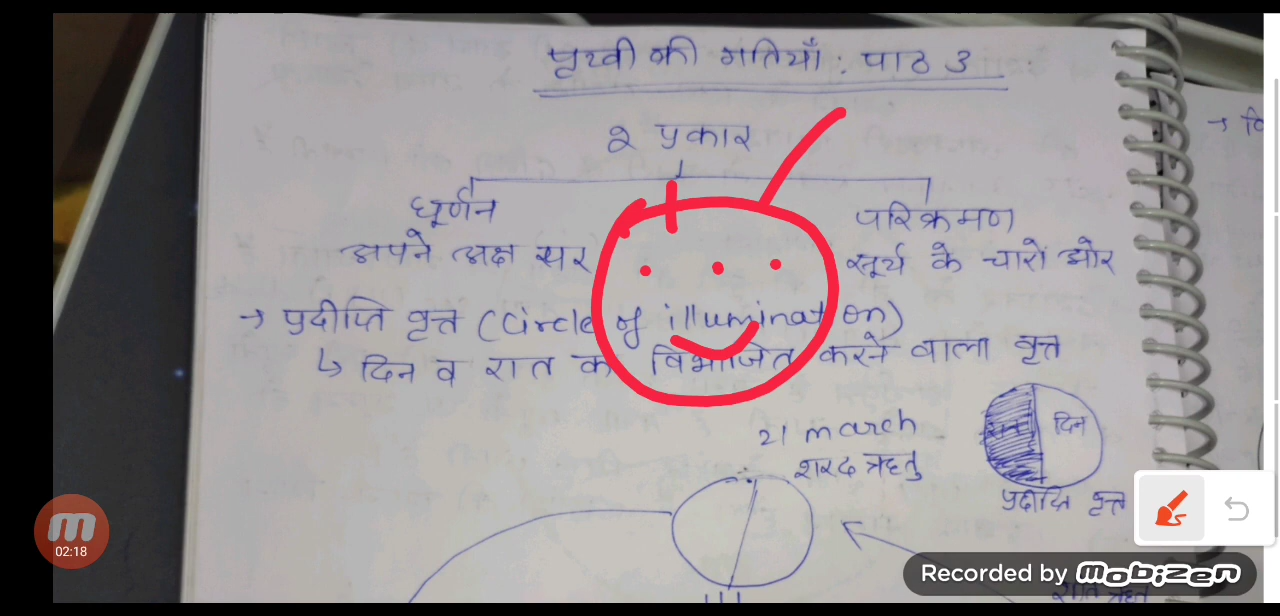 पृथ्वी की गतियाँ : पाठ 3
२ प्रकार
घूर्णन
अपने अक्ष पर
परिक्रमण
सूर्य के चारो ओर
→ प्रदीप्ति वृत्त (Circle of illumination)
↳ दिन व रात को विभाजित करने वाला वृत्त
21 march
शरद ऋतु
रात दिन
प्रदीप्ति वृत्त
02:18
Recorded by Mobizen